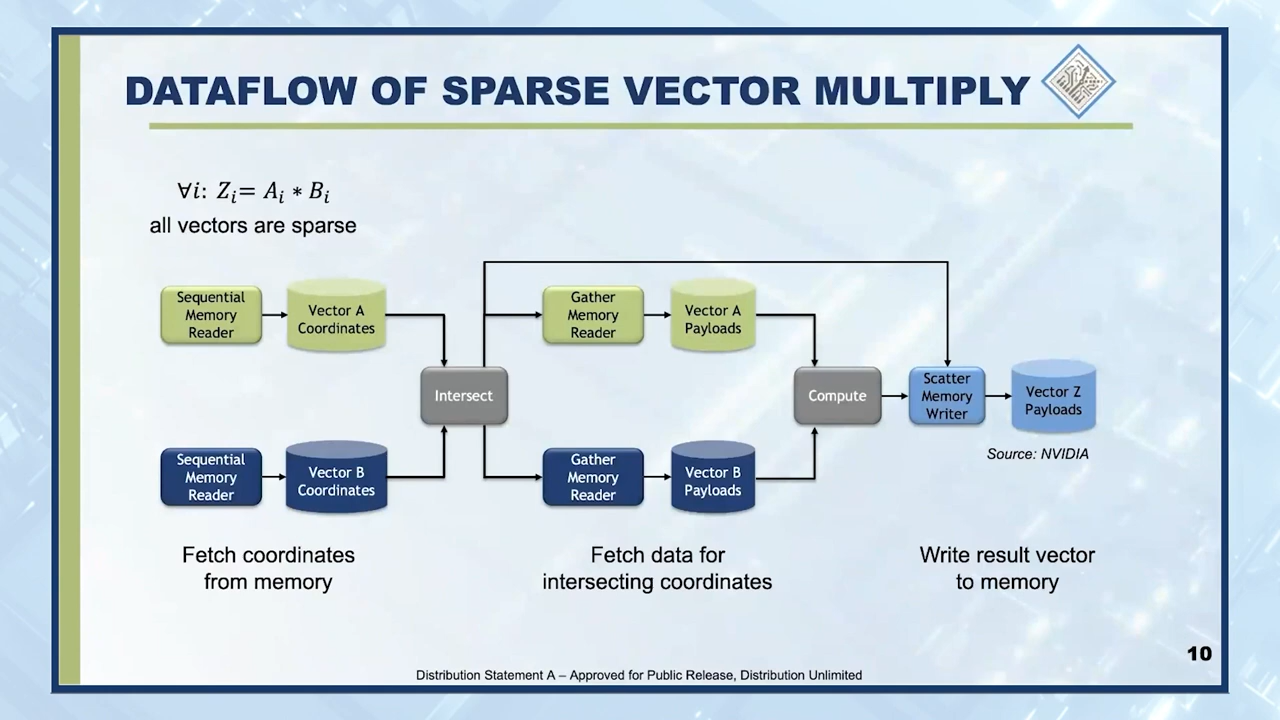 DATAFLOW OF SPARSE VECTOR MULTIPLY
∀i: Zᵢ= Aᵢ ∗ Bᵢ
all vectors are sparse
Sequential
Memory
Reader
Vector A
Coordinates
Gather
Memory
Reader
Vector A
Payloads
Intersect
Compute
Scatter
Memory
Writer
Vector Z
Payloads
Source: NVIDIA
Sequential
Memory
Reader
Vector B
Coordinates
Gather
Memory
Reader
Vector B
Payloads
Fetch coordinates
from memory
Fetch data for
intersecting coordinates
Write result vector
to memory
10
Distribution Statement A – Approved for Public Release, Distribution Unlimited